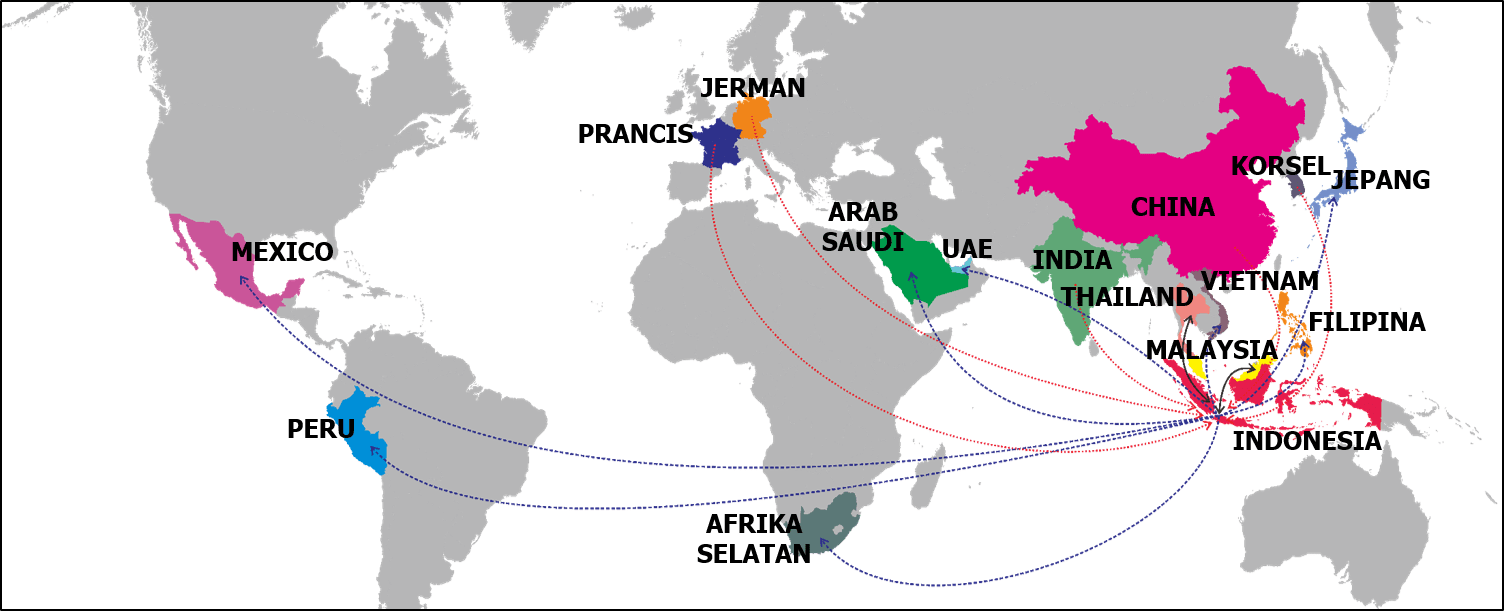 JERMAN
PRANCIS
KORSEL
JEPANG
CHINA
ARAB
SAUDI
UAE
MEXICO
INDIA
VIETNAM
THAILAND
FILIPINA
MALAYSIA
PERU
INDONESIA
AFRIKA
SELATAN